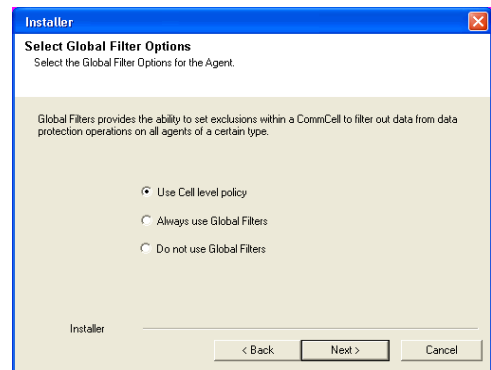 Installer
Select Global Filter Options
Select the Global Filter Options for the Agent.
Global Filters provides the ability to set exclusions within a CommCell to filter out data from data
protection operations on all agents of a certain type.
Use Cell level policy
Always use Global Filters
Do not use Global Filters
Installer
< Back
Next >
Cancel